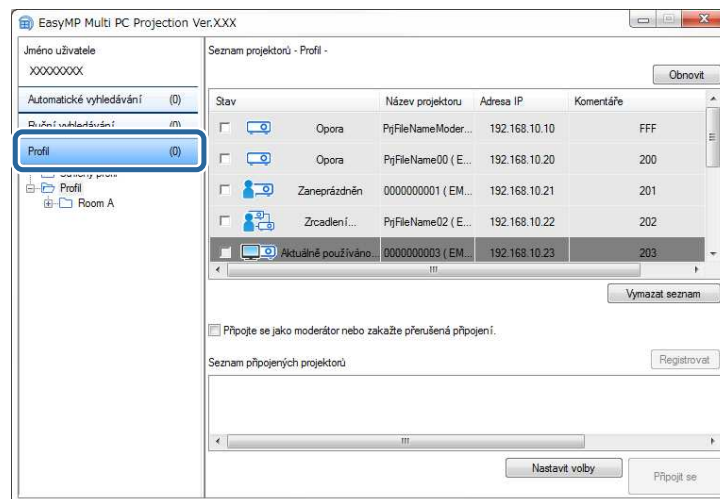 EasyMP Multi PC Projection Ver.XXX
Jméno uživatele
XXXXXXXX
Automatické vyhledávání (0)
Ruční vyhledávání (0)
Profil (0)
Profil
Room A
Seznam projektorů - Profil -
Obnovit
Stav Název projektoru Adresa IP Komentáře
Opora PrjFileNameModer... 192.168.10.10 FFF
Opora PrjFileName00 ( E... 192.168.10.20 200
Zaneprázdněn 0000000001 ( EM... 192.168.10.21 201
Zrcadlení... PrjFileName02 ( E... 192.168.10.22 202
Aktuálně používáno... 0000000003 ( EM... 192.168.10.23 203
Vymazat seznam
Připojte se jako moderátor nebo zakažte přerušená připojení.
Seznam připojených projektorů
Registrovat
Nastavit volby
Připojit se